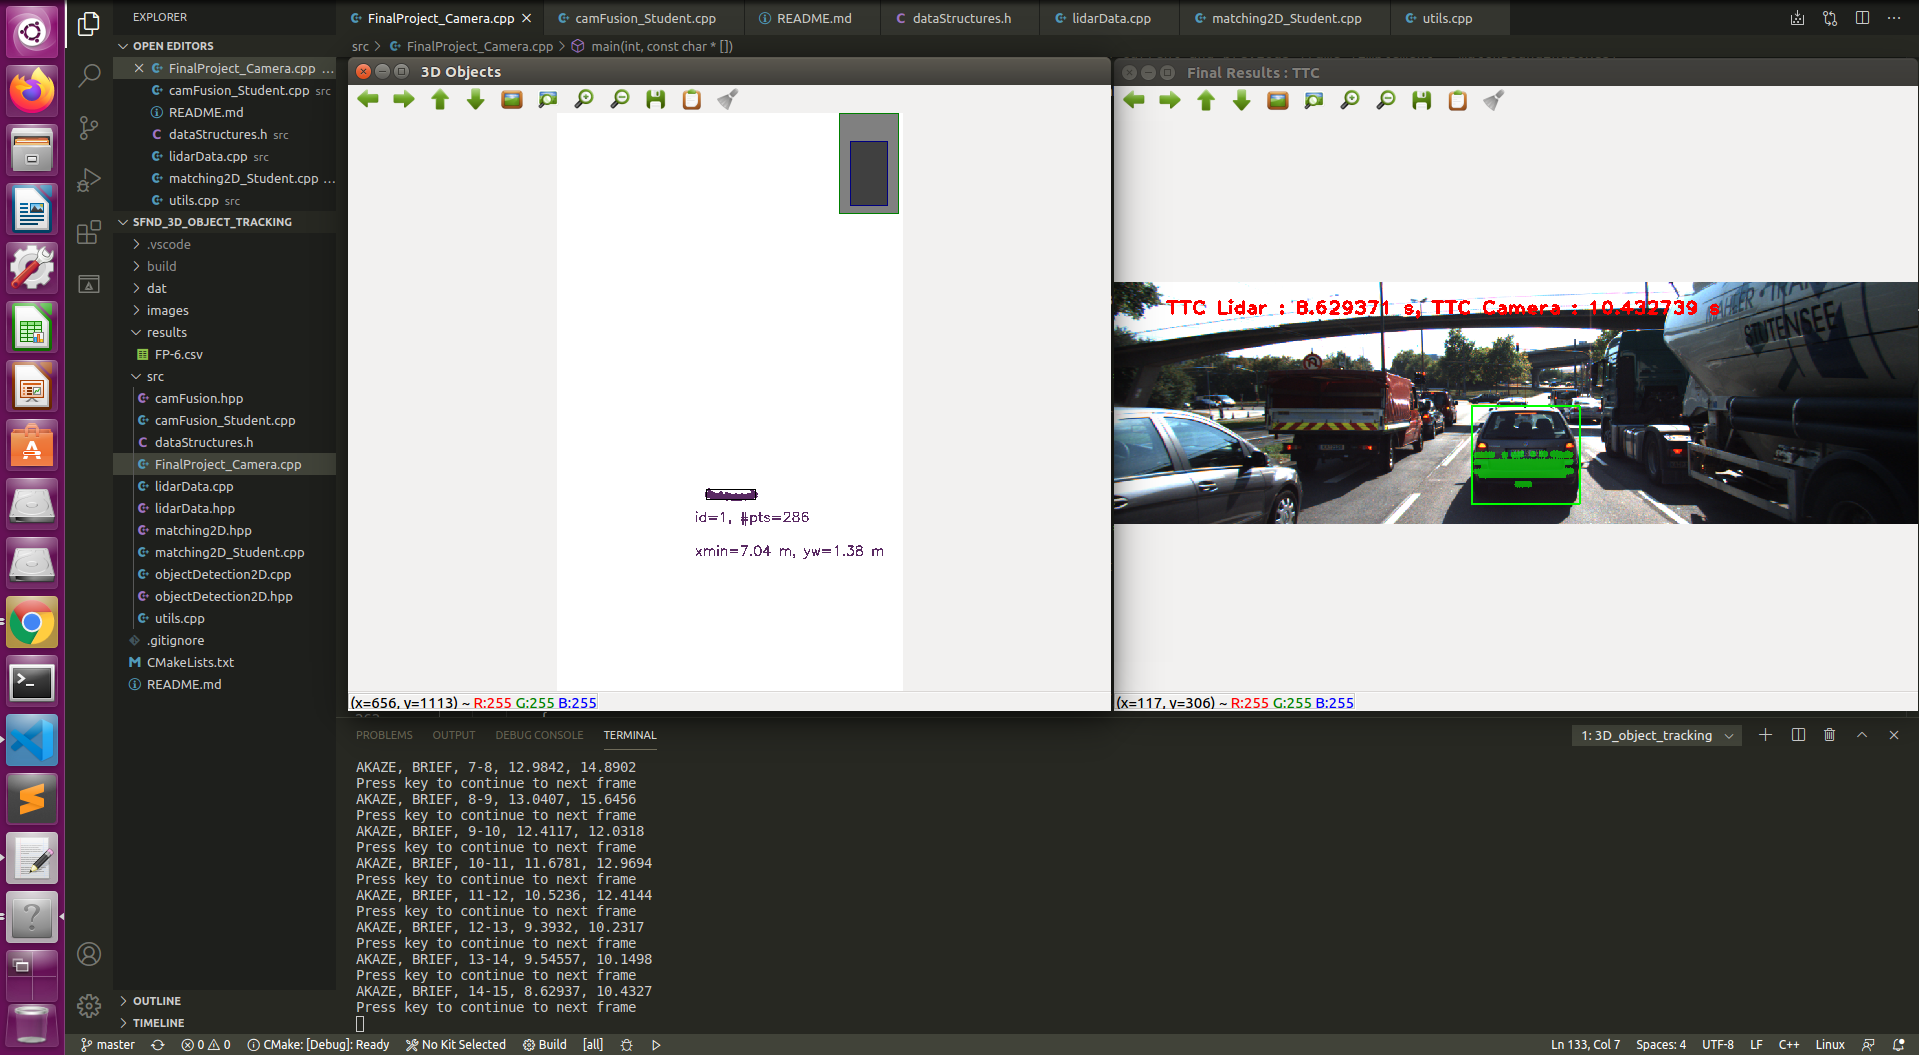 EXPLORER
OPEN EDITORS
FinalProject_Camera.cpp ...
camFusion_Student.cpp src
README.md
dataStructures.h src
lidarData.cpp src
matching2D_Student.cpp ...
utils.cpp src
SFND_3D_OBJECT_TRACKING
.vscode
build
dat
images
results
FP-6.csv
src
camFusion.hpp
camFusion_Student.cpp
dataStructures.h
FinalProject_Camera.cpp
lidarData.cpp
lidarData.hpp
matching2D.hpp
matching2D_Student.cpp
objectDetection2D.cpp
objectDetection2D.hpp
utils.cpp
.gitignore
CMakeLists.txt
README.md
OUTLINE
TIMELINE
FinalProject_Camera.cpp
camFusion_Student.cpp
README.md
dataStructures.h
lidarData.cpp
matching2D_Student.cpp
utils.cpp
src > FinalProject_Camera.cpp > main(int, const char * [])
3D Objects
id=1, #pts=286
xmin=7.04 m, yw=1.38 m
(x=656, y=1113) ~ R:255 G:255 B:255
Final Results : TTC
TTC Lidar : 8.629371 s, TTC Camera : 10.432739 s
STUTENSEE
(x=117, y=306) ~ R:255 G:255 B:255
PROBLEMS OUTPUT DEBUG CONSOLE TERMINAL
1: 3D_object_tracking
AKAZE, BRIEF, 7-8, 12.9842, 14.8902
Press key to continue to next frame
AKAZE, BRIEF, 8-9, 13.0407, 15.6456
Press key to continue to next frame
AKAZE, BRIEF, 9-10, 12.4117, 12.0318
Press key to continue to next frame
AKAZE, BRIEF, 10-11, 11.6781, 12.9694
Press key to continue to next frame
AKAZE, BRIEF, 11-12, 10.5236, 12.4144
Press key to continue to next frame
AKAZE, BRIEF, 12-13, 9.3932, 10.2317
Press key to continue to next frame
AKAZE, BRIEF, 13-14, 9.54557, 10.1498
Press key to continue to next frame
AKAZE, BRIEF, 14-15, 8.62937, 10.4327
Press key to continue to next frame
master 0 0 CMake: [Debug]: Ready No Kit Selected Build [all] Ln 133, Col 7 Spaces: 4 UTF-8 LF C++ Linux